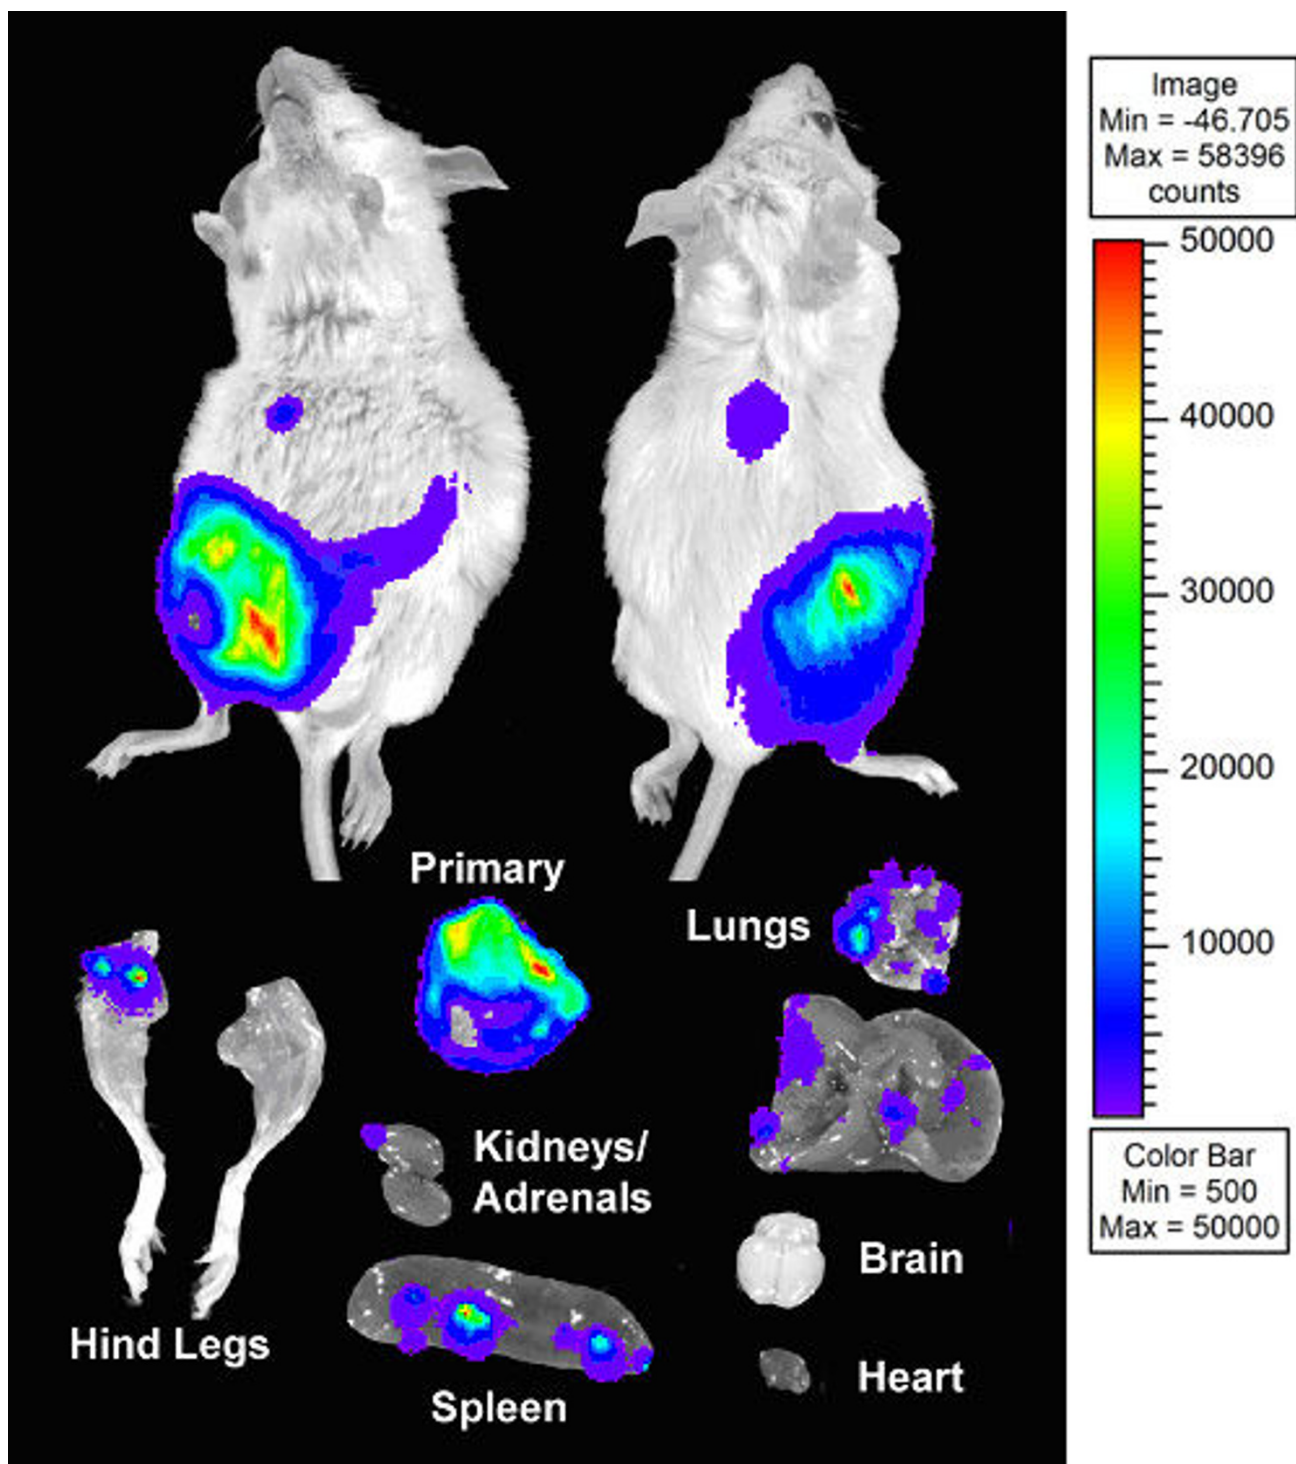 Image
Min = -46.705
Max = 58396
counts
50000
40000
30000
20000
10000
Color Bar
Min = 500
Max = 50000
Primary
Lungs
Kidneys/
Adrenals
Brain
Hind Legs
Heart
Spleen